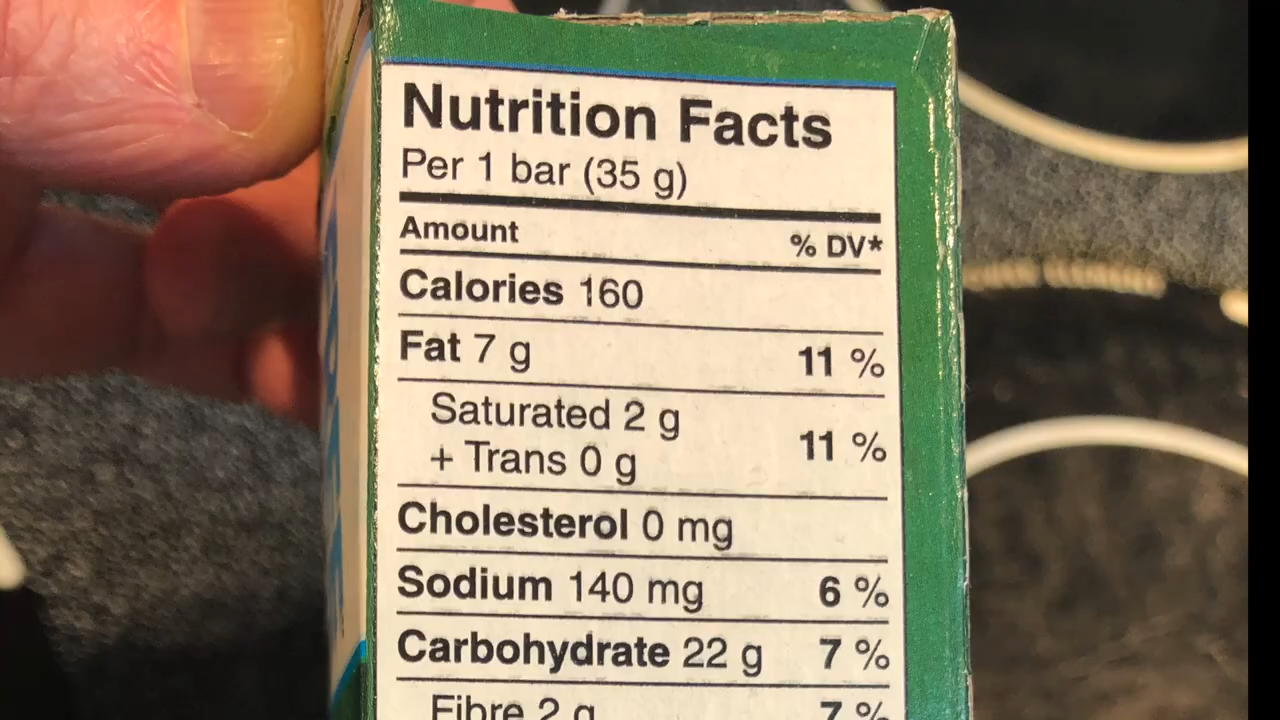 Nutrition Facts
Per 1 bar (35 g)
Amount % DV*
Calories 160
Fat 7 g 11 %
Saturated 2 g
+ Trans 0 g 11 %
Cholesterol 0 mg
Sodium 140 mg 6 %
Carbohydrate 22 g 7 %
Fibre 2 g 7 %